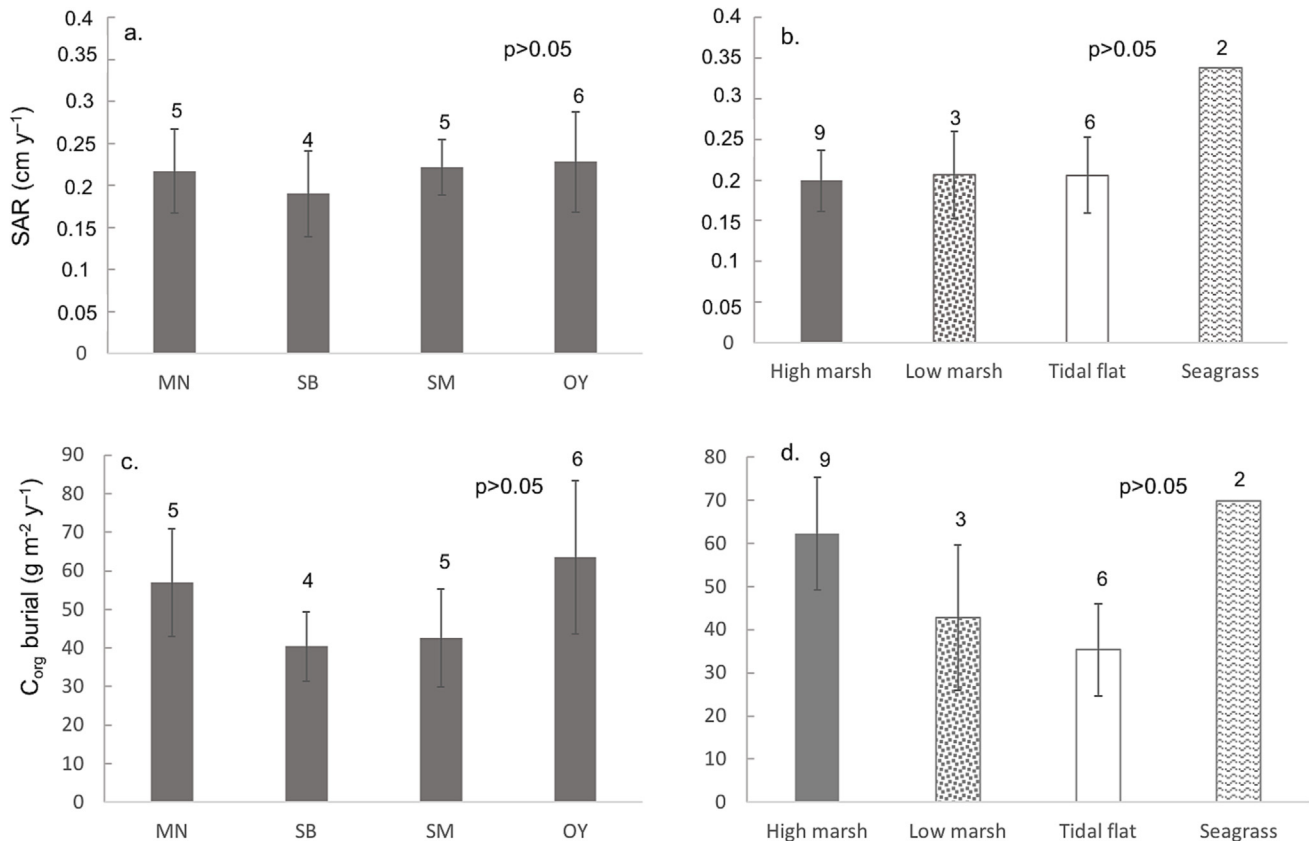 a.
p>0.05
SAR (cm y⁻¹)
0.4
0.35
0.3
0.25
0.2
0.15
0.1
0.05
0
5
4
5
6
MN
SB
SM
OY
b.
p>0.05
0.4
0.35
0.3
0.25
0.2
0.15
0.1
0.05
0
9
3
6
2
High marsh
Low marsh
Tidal flat
Seagrass
c.
p>0.05
C_org burial (g m⁻² y⁻¹)
90
80
70
60
50
40
30
20
10
0
5
4
5
6
MN
SB
SM
OY
d.
p>0.05
80
70
60
50
40
30
20
10
0
9
3
6
2
High marsh
Low marsh
Tidal flat
Seagrass